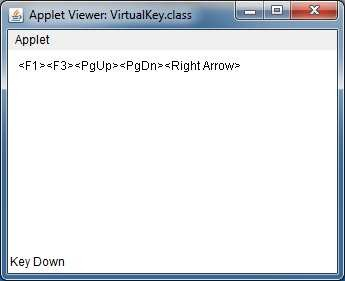 Applet Viewer: VirtualKey.class
Applet
<F1><F3><PgUp><PgDn><Right Arrow>
Key Down